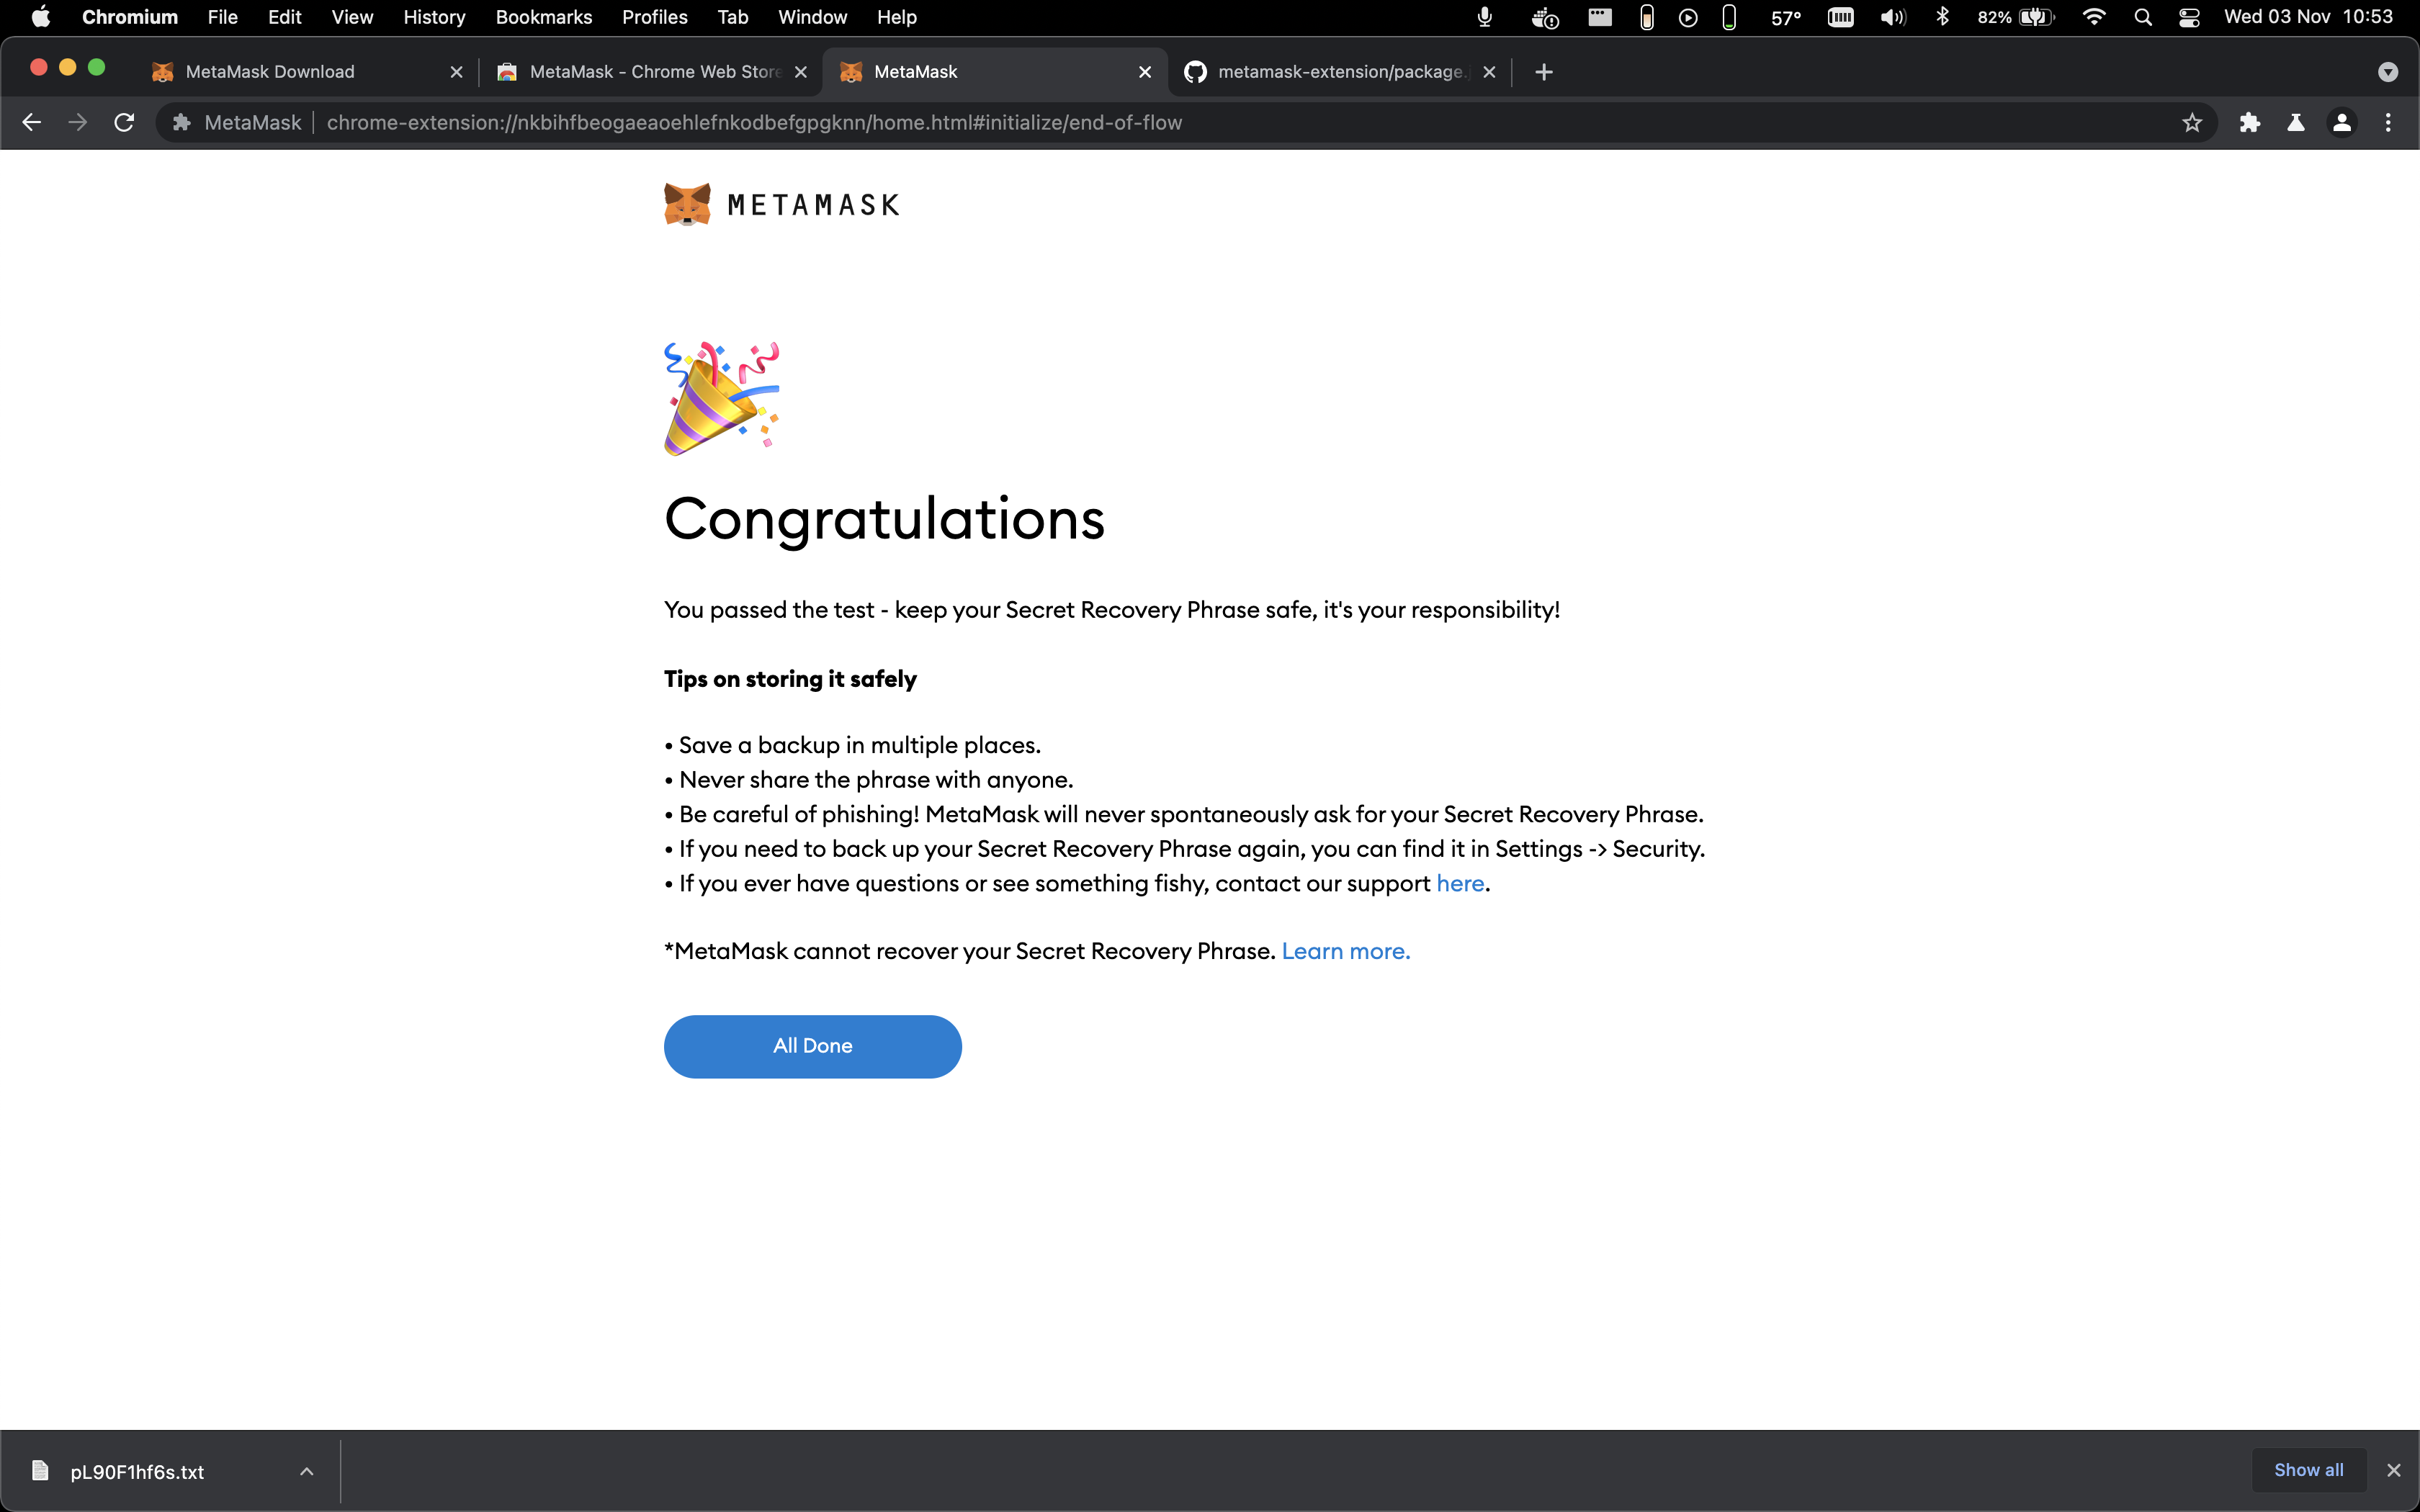 Chromium File Edit View History Bookmarks Profiles Tab Window Help 57° 82% Wed 03 Nov 10:53
MetaMask Download MetaMask - Chrome Web Store MetaMask metamask-extension/package.j
MetaMask chrome-extension://nkbihfbeogaeaoehlefnkodbefgpgknn/home.html#initialize/end-of-flow
METAMASK
Congratulations
You passed the test - keep your Secret Recovery Phrase safe, it's your responsibility!
Tips on storing it safely
• Save a backup in multiple places.
• Never share the phrase with anyone.
• Be careful of phishing! MetaMask will never spontaneously ask for your Secret Recovery Phrase.
• If you need to back up your Secret Recovery Phrase again, you can find it in Settings -> Security.
• If you ever have questions or see something fishy, contact our support here.
*MetaMask cannot recover your Secret Recovery Phrase. Learn more.
All Done
pL90F1hf6s.txt Show all